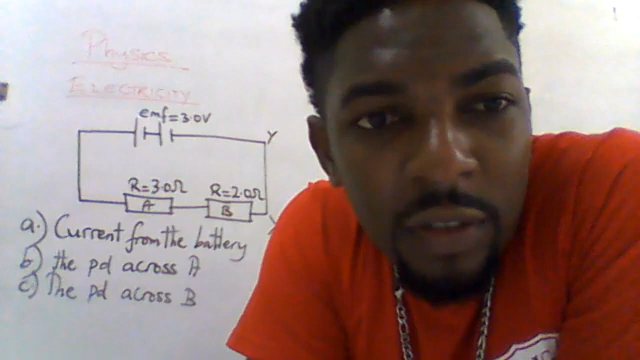 Physics
ELECTRICITY
emf=3.0V
Y
R=3.0Ω
R=2.0Ω
A
B
a.) Current from the battery
b) the pd across A
c) The pd across B